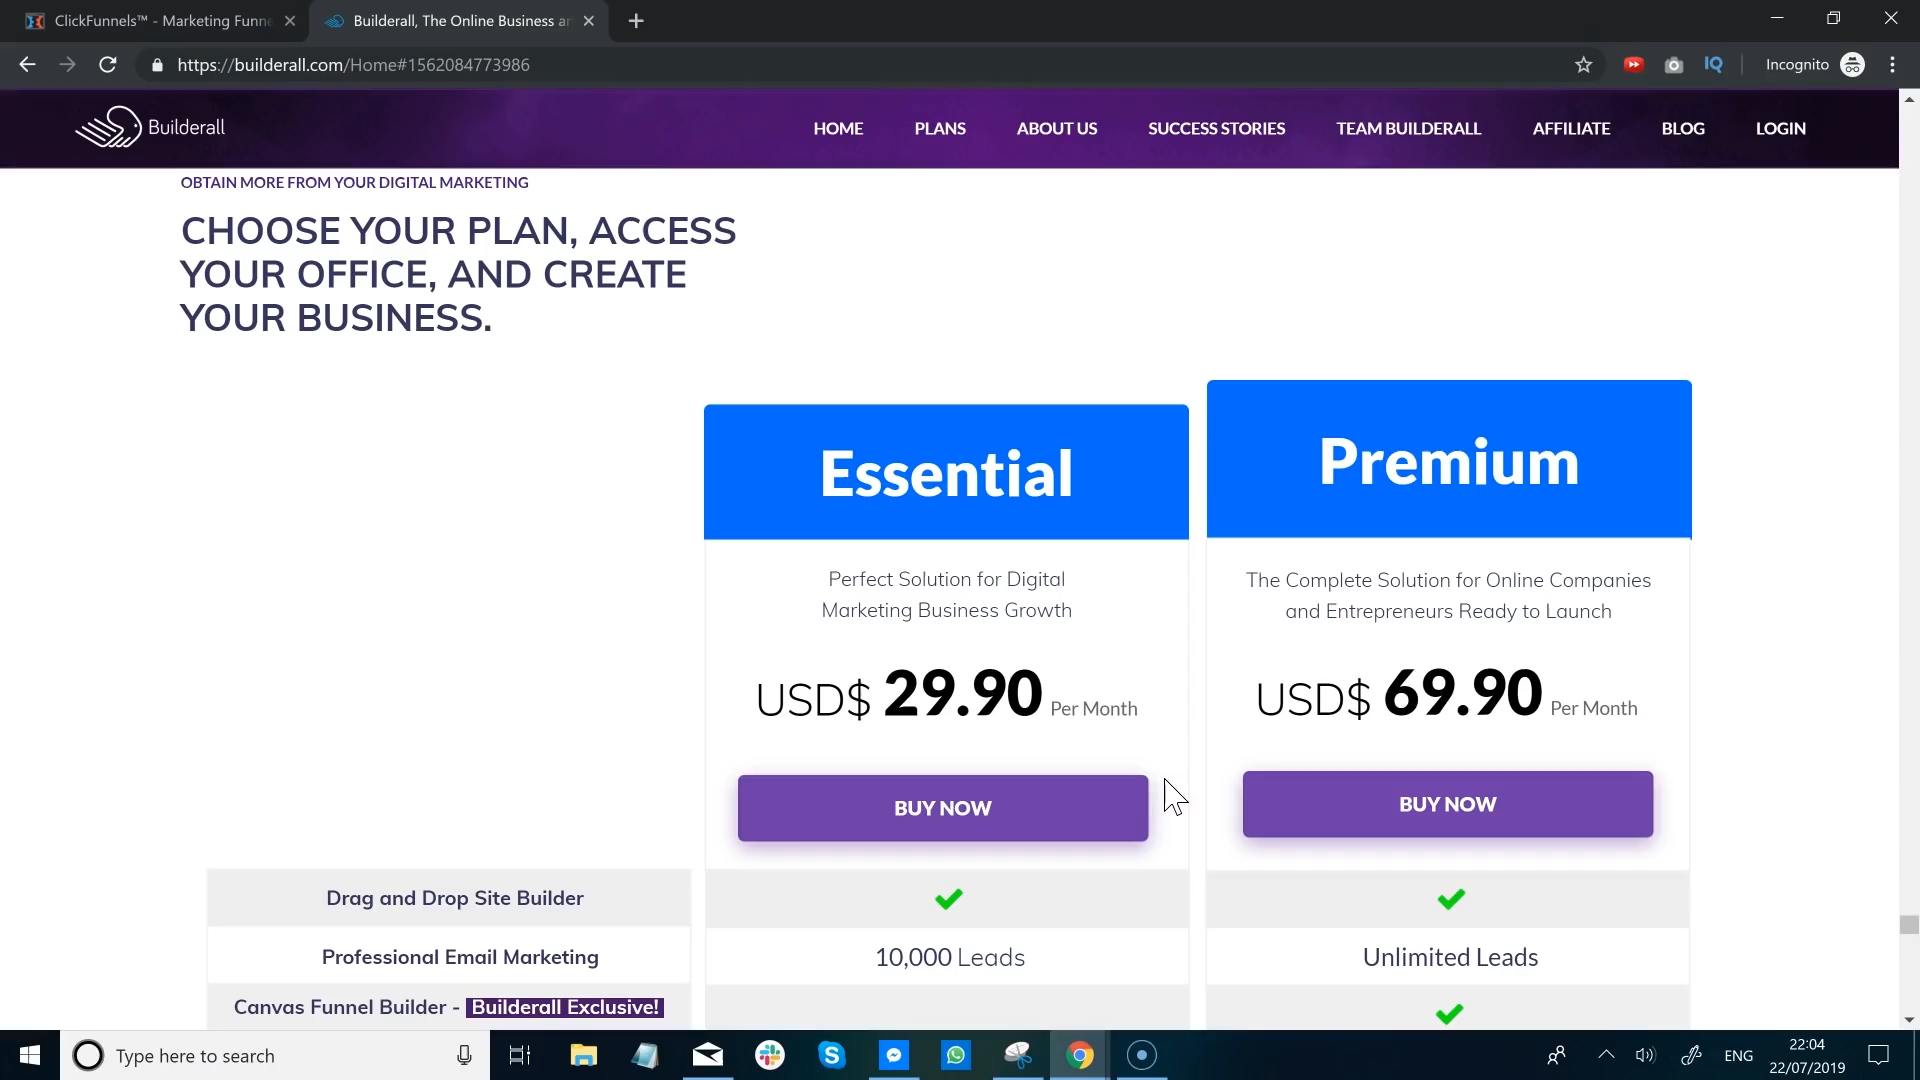 ClickFunnels™ - Marketing Funne
Builderall, The Online Business an
https://builderall.com/Home#1562084773986
IQ
Incognito
Builderall
HOME
PLANS
ABOUT US
SUCCESS STORIES
TEAM BUILDERALL
AFFILIATE
BLOG
LOGIN
OBTAIN MORE FROM YOUR DIGITAL MARKETING
CHOOSE YOUR PLAN, ACCESS
YOUR OFFICE, AND CREATE
YOUR BUSINESS.
Essential
Perfect Solution for Digital
Marketing Business Growth
USD$ 29.90 Per Month
BUY NOW
Premium
The Complete Solution for Online Companies
and Entrepreneurs Ready to Launch
USD$ 69.90 Per Month
BUY NOW
Drag and Drop Site Builder
Professional Email Marketing
10,000 Leads
Unlimited Leads
Canvas Funnel Builder - Builderall Exclusive!
Type here to search
ENG
22:04
22/07/2019